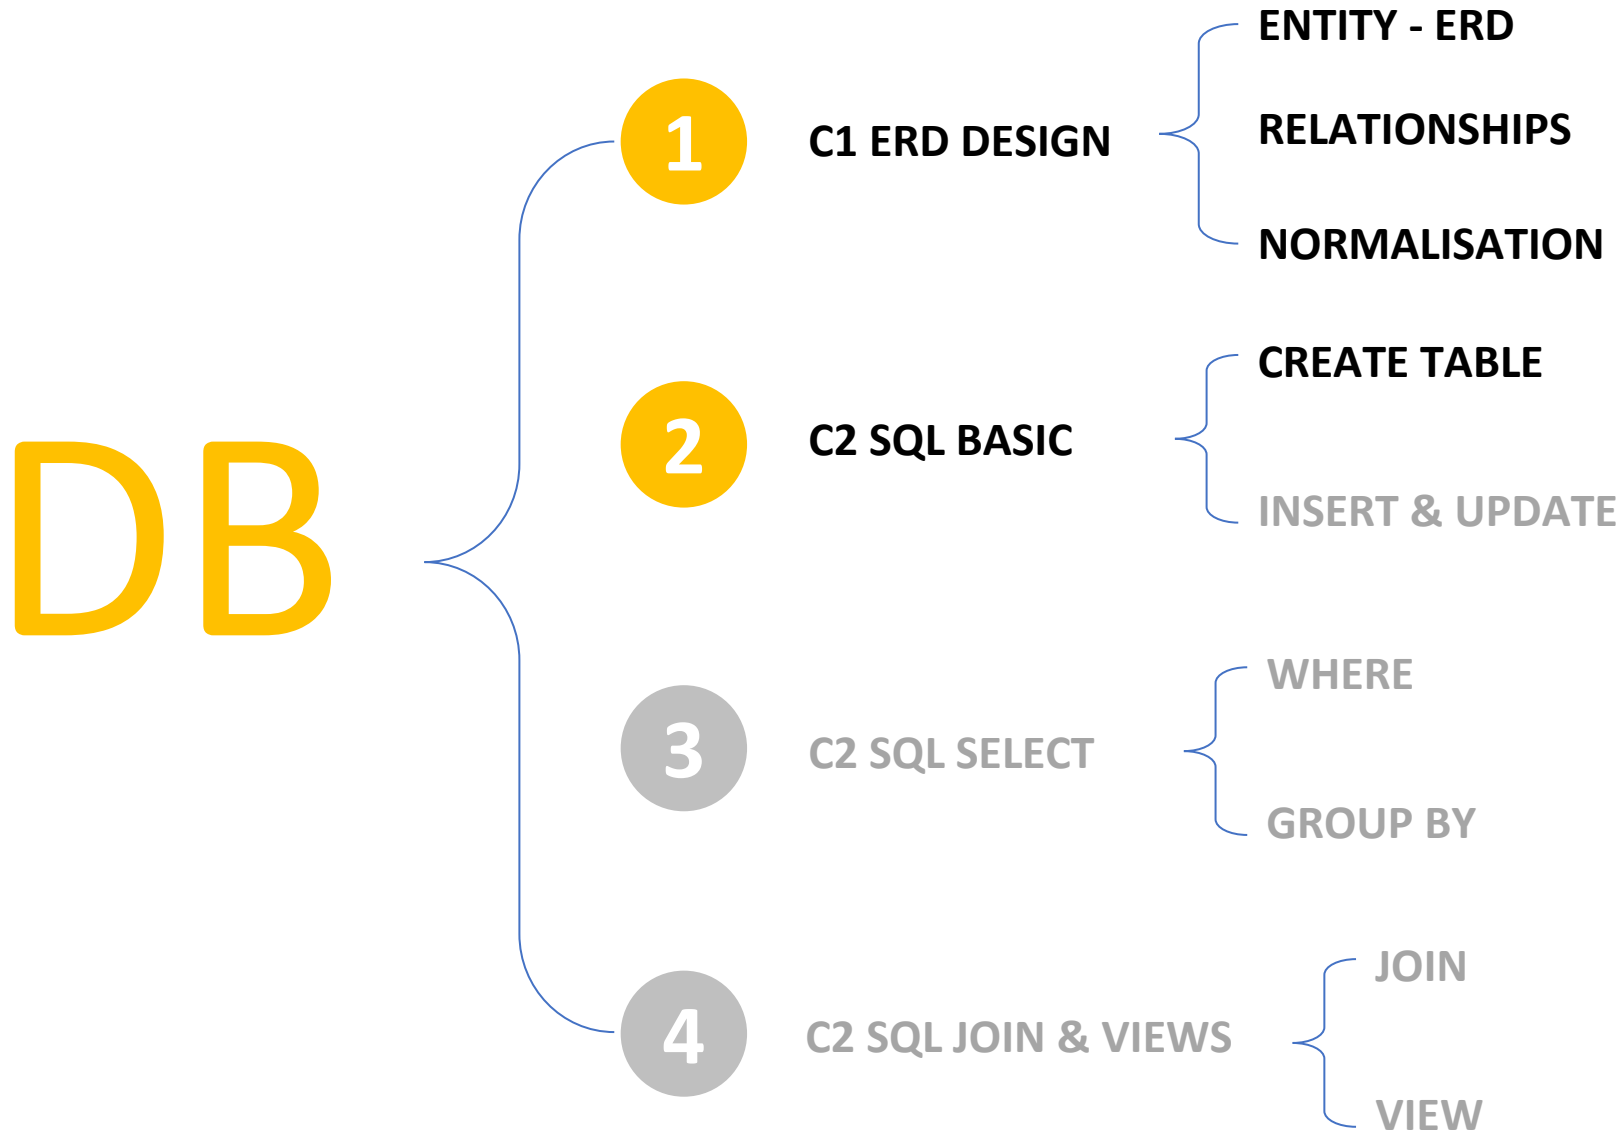 DB
1
C1 ERD DESIGN
ENTITY - ERD
RELATIONSHIPS
NORMALISATION
2
C2 SQL BASIC
CREATE TABLE
INSERT & UPDATE
3
C2 SQL SELECT
WHERE
GROUP BY
4
C2 SQL JOIN & VIEWS
JOIN
VIEW